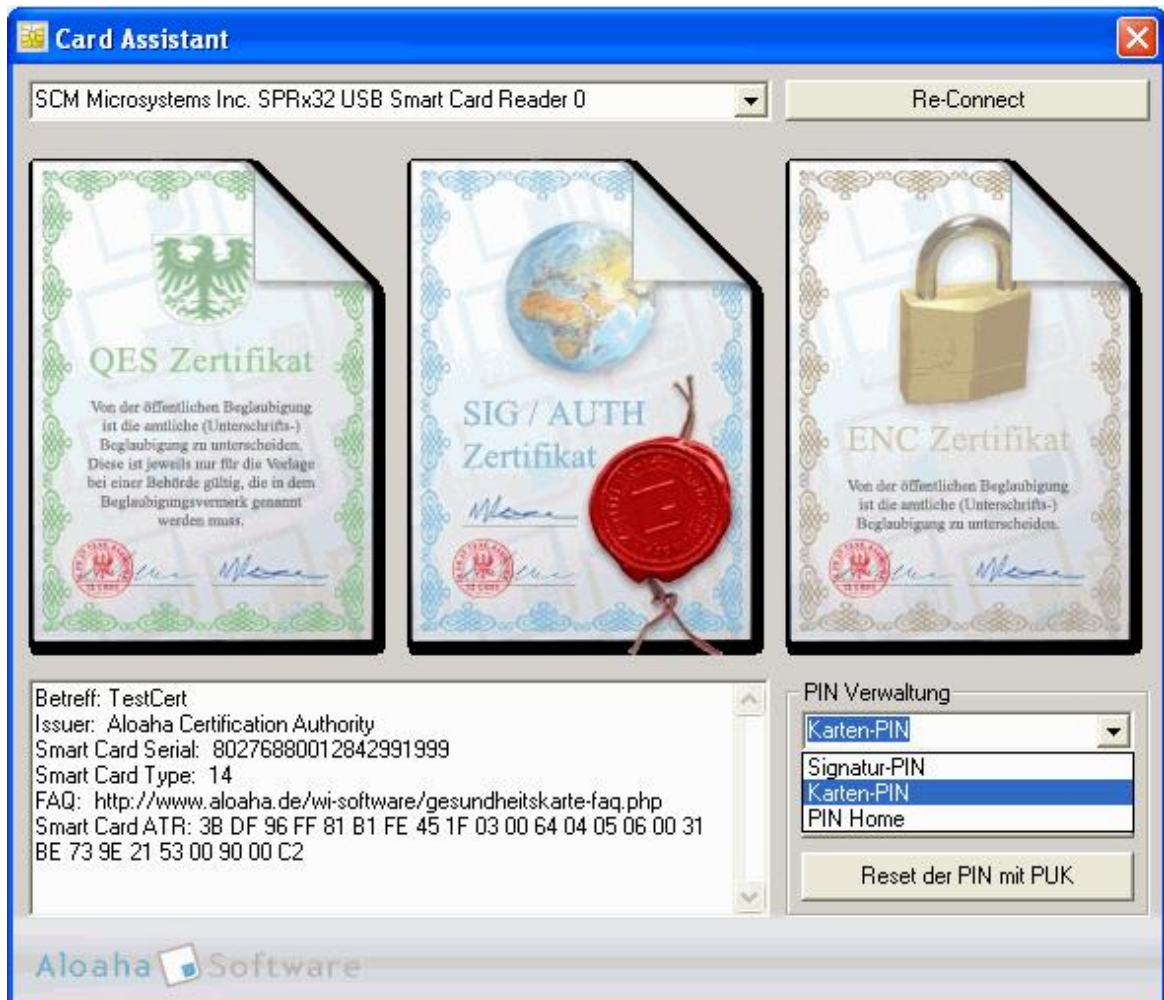 Card Assistant
SCM Microsystems Inc. SPRx32 USB Smart Card Reader 0
Re-Connect
QES Zertifikat
Von der öffentlichen Beglaubigung
ist die amtliche (Unterschrifts-)
Beglaubigung zu unterscheiden.
Diese ist jeweils nur für die Vorlage
bei einer Behörde gültig, die in dem
Beglaubigungsvermerk genannt
werden muss.
SIG / AUTH
Zertifikat
ENC Zertifikat
Von der öffentlichen Beglaubigung
ist die amtliche (Unterschrifts-)
Beglaubigung zu unterscheiden.
Betreff: TestCert
Issuer: Aloaha Certification Authority
Smart Card Serial: 80276880012842991999
Smart Card Type: 14
FAQ: http://www.aloaha.de/wi-software/gesundheitskarte-faq.php
Smart Card ATR: 3B DF 96 FF 81 B1 FE 45 1F 03 00 64 04 05 06 00 31
BE 73 9E 21 53 00 90 00 C2
PIN Verwaltung
Karten-PIN
Signatur-PIN
Karten-PIN
PIN Home
Reset der PIN mit PUK
Aloaha Software